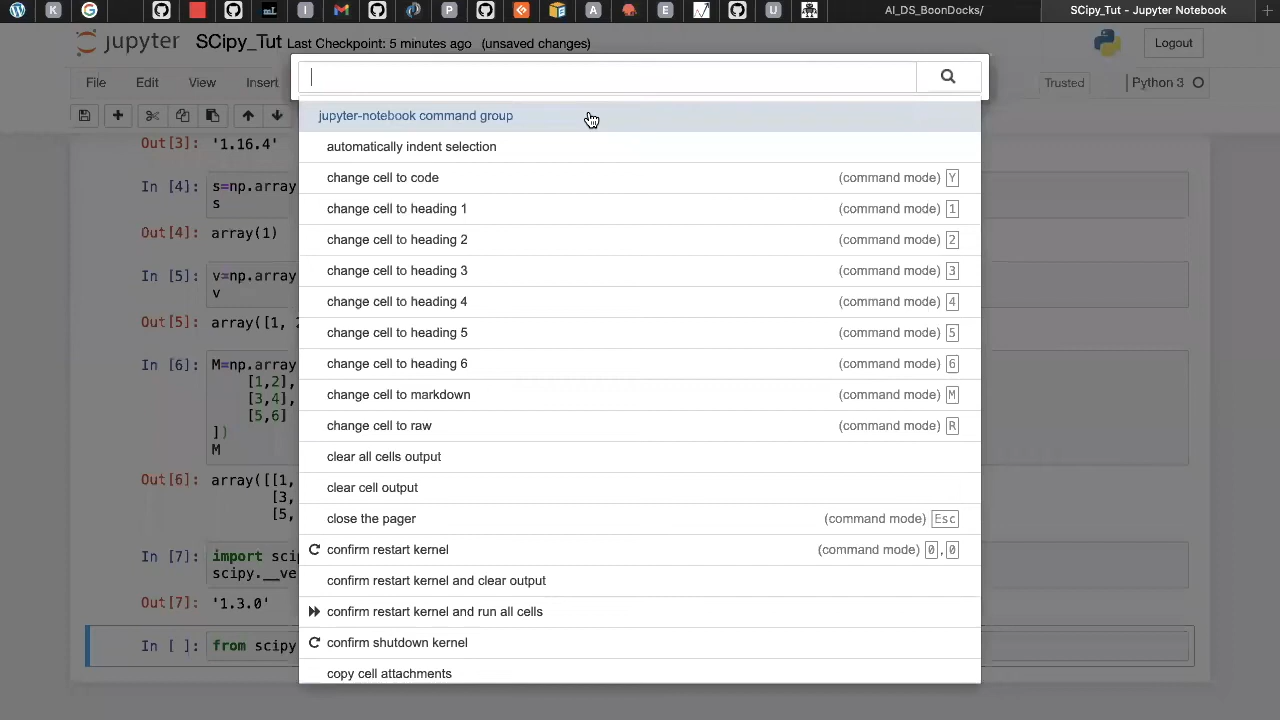 AI_DS_BoonDocks/
SCipy_Tut - Jupyter Notebook
jupyter SCipy_Tut Last Checkpoint: 5 minutes ago (unsaved changes)
Logout
File Edit View Insert
Trusted
Python 3
jupyter-notebook command group
automatically indent selection
change cell to code (command mode) Y
change cell to heading 1 (command mode) 1
change cell to heading 2 (command mode) 2
change cell to heading 3 (command mode) 3
change cell to heading 4 (command mode) 4
change cell to heading 5 (command mode) 5
change cell to heading 6 (command mode) 6
change cell to markdown (command mode) M
change cell to raw (command mode) R
clear all cells output
clear cell output
close the pager (command mode) Esc
confirm restart kernel (command mode) 0,0
confirm restart kernel and clear output
confirm restart kernel and run all cells
confirm shutdown kernel
copy cell attachments
Out[3]: '1.16.4'
In [4]: s=np.array
s
Out[4]: array(1)
In [5]: v=np.array
v
Out[5]: array([1,
In [6]: M=np.array
[1,2],
[3,4],
[5,6]
])
M
Out[6]: array([[1,
[3,
[5,
In [7]: import scip
scipy.__ve
Out[7]: '1.3.0'
In [ ]: from scipy